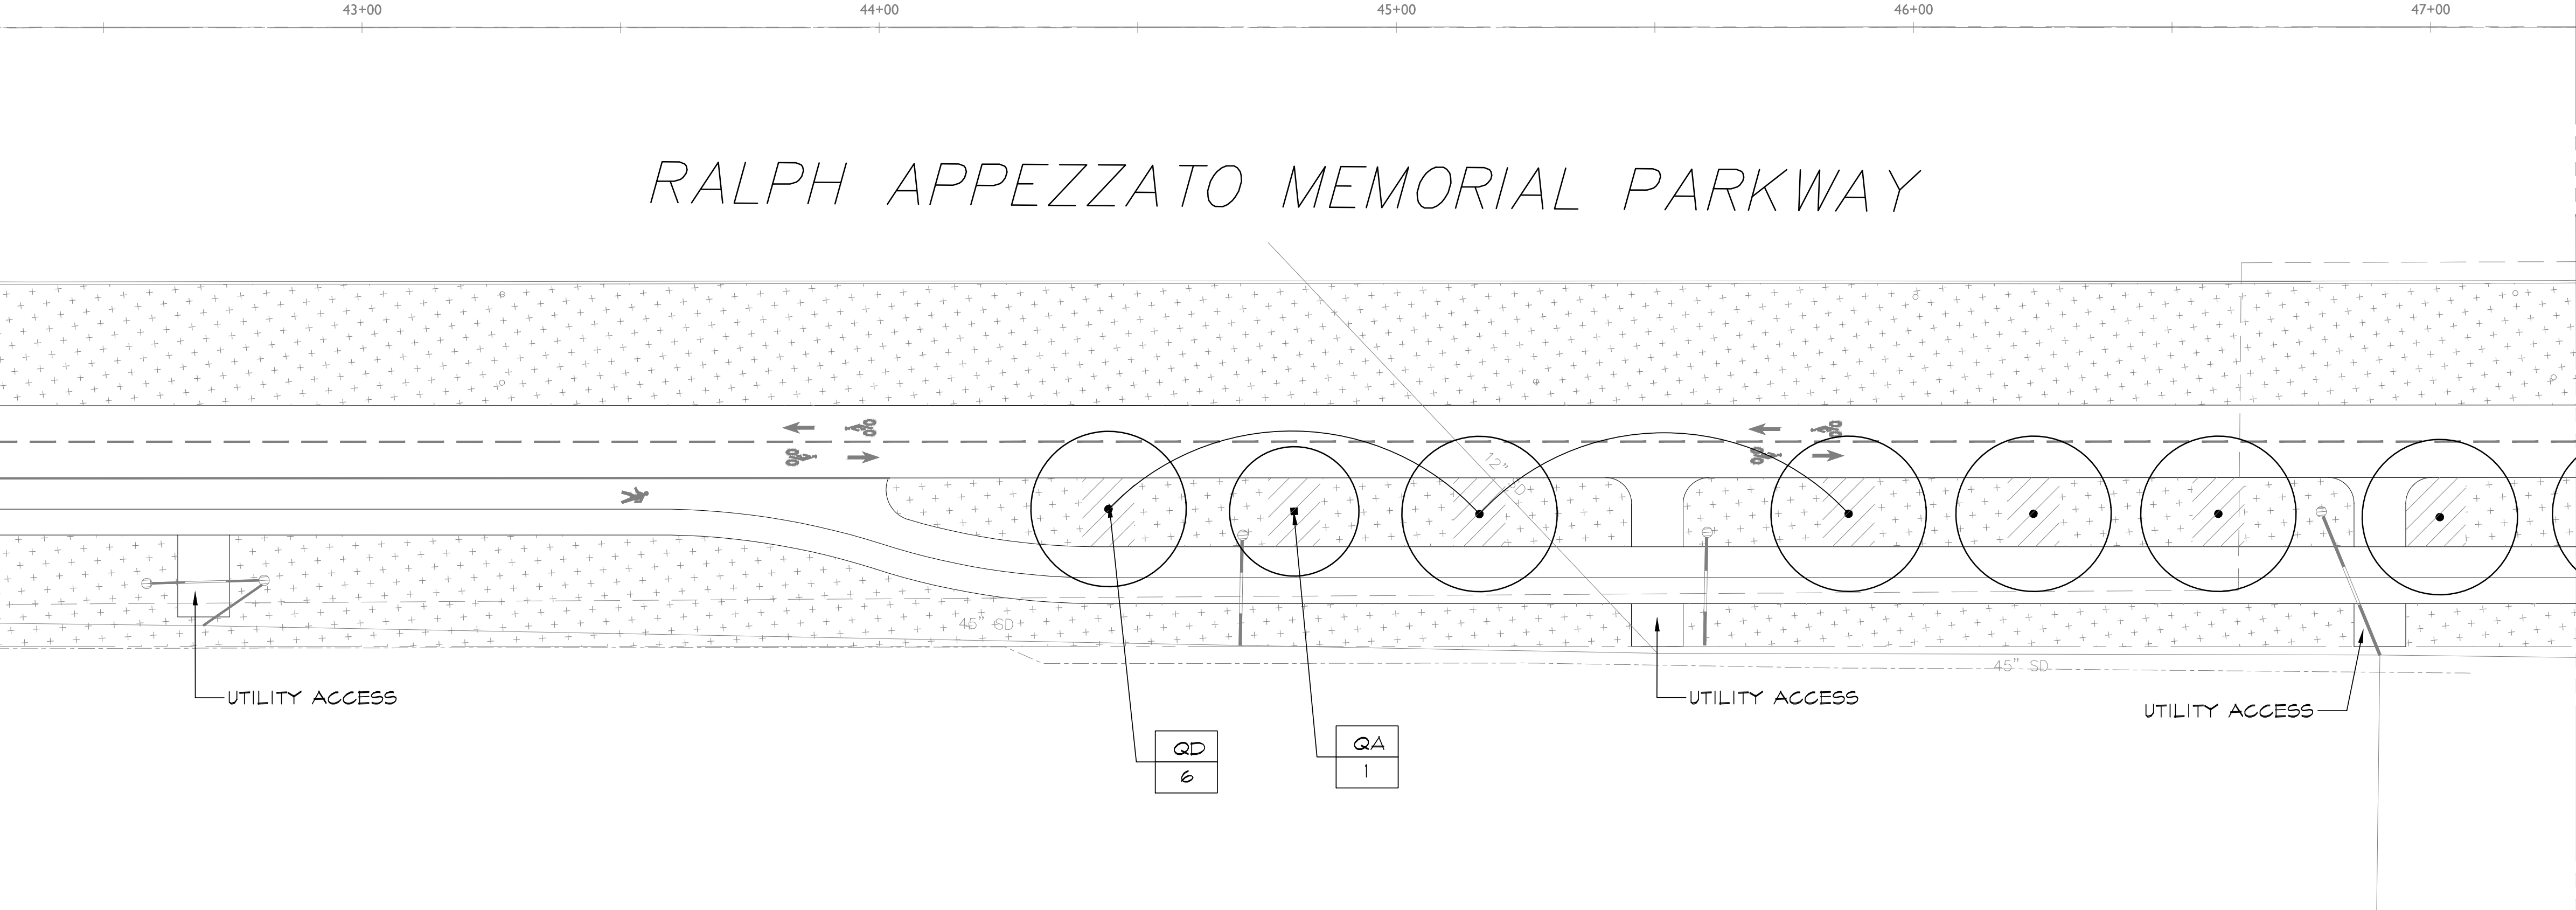 43+00 44+00 45+00 46+00 47+00
RALPH APPEZZATO MEMORIAL PARKWAY
12" SD
45" SD
45" SD
UTILITY ACCESS
UTILITY ACCESS
UTILITY ACCESS
QD
6
QA
1